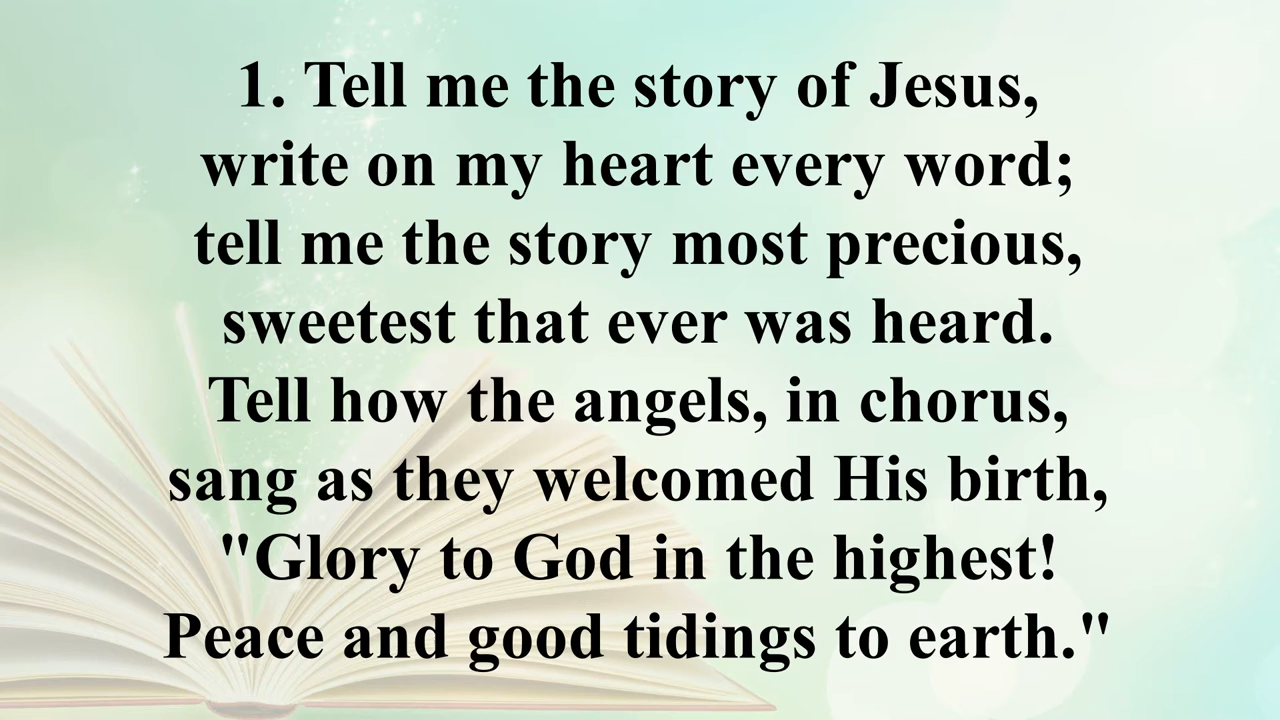 1. Tell me the story of Jesus,
write on my heart every word;
tell me the story most precious,
sweetest that ever was heard.
Tell how the angels, in chorus,
sang as they welcomed His birth,
"Glory to God in the highest!
Peace and good tidings to earth."